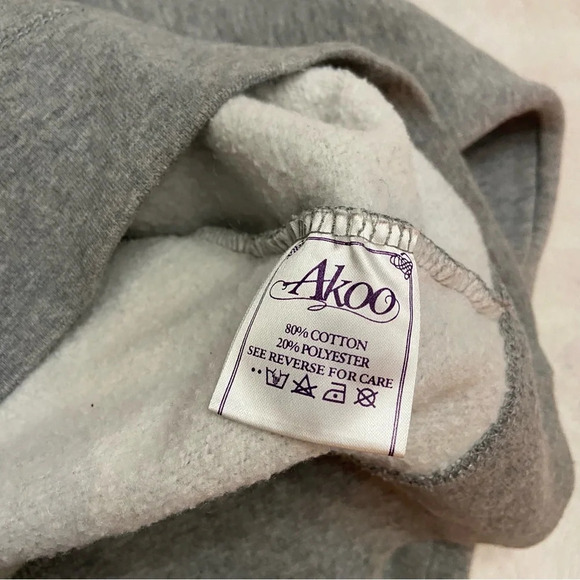 Akoo
80% COTTON
20% POLYESTER
SEE REVERSE FOR CARE